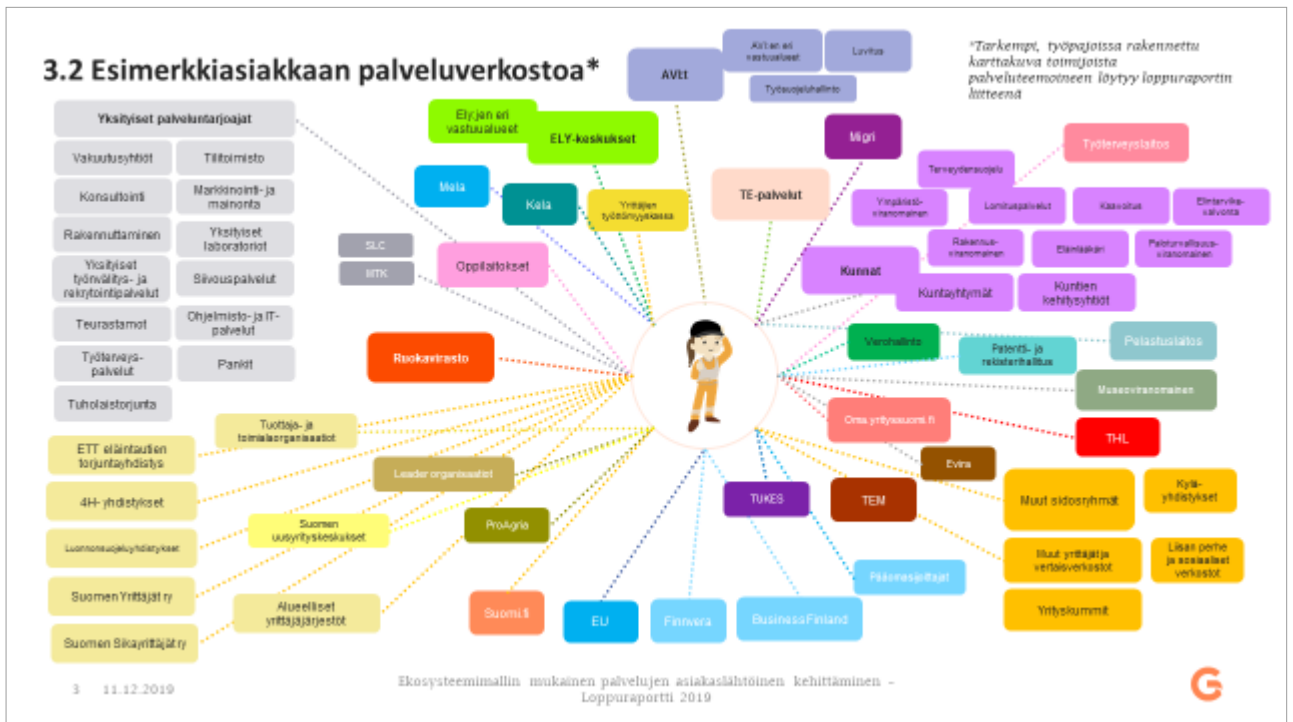 3.2 Esimerkkiasiakkaan palveluverkostoa*
*Tarkempi, työpajoissa rakennettu
karttakuva toimijoista
palveluteemoineen löytyy loppuraportin
liitteenä
AVI:t
AVI:en eri
vastuualueet
Luvitus
Työsuojeluhallinto
Yksityiset palveluntarjoajat
Vakuutusyhtiöt
Tilitoimisto
Konsultointi
Markkinointi- ja
mainonta
Rakennuttaminen
Yksityiset
laboratoriot
Yksityiset
työnvälitys- ja
rekrytointipalvelut
Siivouspalvelut
Teurastamot
Ohjelmisto- ja IT-
palvelut
Työterveys-
palvelut
Pankit
Tuholaistorjunta
Ely:jen eri
vastuualueet
ELY-keskukset
Mela
Kela
Yrittäjien
työttömyyskassa
SLC
MTK
Oppilaitokset
Ruokavirasto
TE-palvelut
Migri
Työterveyslaitos
Terveydensuojelu
Ympäristö-
viranomainen
Lomituspalvelut
Kaavoitus
Elintarvike-
valvonta
Rakennus-
viranomainen
Eläinlääkäri
Paloturvallisuus-
viranomainen
Kunnat
Kuntayhtymät
Kuntien
kehitysyhtiöt
Verohallinto
Patentti- ja
rekisterihallitus
Pelastuslaitos
Museoviranomainen
Oma.yrityssuomi.fi
THL
Evira
TUKES
TEM
Muut sidosryhmät
Kylä-
yhdistykset
Muut yrittäjät ja
vertaisverkostot
Liisan perhe
ja sosiaaliset
verkostot
Yrityskummit
Pääomasijoittajat
Business Finland
Finnvera
EU
Suomi.fi
ProAgria
Leader organisaatiot
Tuottaja- ja
toimialaorganisaatiot
ETT eläintautien
torjuntayhdistys
4H- yhdistykset
Luonnonsuojeluyhdistykset
Suomen
uusyrityskeskukset
Suomen Yrittäjät ry
Alueelliset
yrittäjäjärjestöt
Suomen Sikayrittäjät ry
3 11.12.2019
Ekosysteemimallin mukainen palvelujen asiakaslähtöinen kehittäminen –
Loppuraportti 2019
G